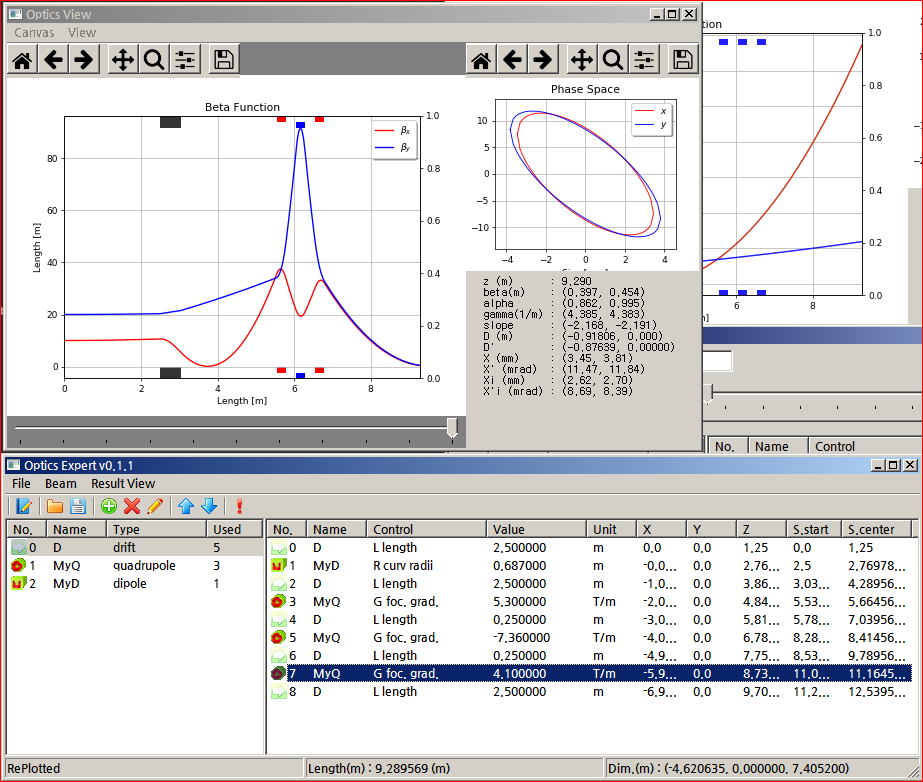 Optics View
Canvas View
Beta Function
βx
βy
1.0
0.8
0.6
0.4
0.2
0.0
80
60
40
20
0
Length [m]
0 2 4 6 8
Length [m]
Phase Space
x
y
10
5
0
−5
−10
−4 −2 0 2 4
z (m) : 9,290
beta(m) : (0,397, 0,454)
alpha : (0,862, 0,995)
gamma(1/m) : (4,385, 4,383)
slope : (-2,168, -2,191)
D (m) : (-0,91806, 0,000)
D' : (-0,87639, 0,00000)
X (mm) : (3,45, 3,81)
X' (mrad) : (11,47, 11,84)
Xi (mm) : (2,62, 2,70)
X'i (mrad) : (8,69, 8,39)
tion
1.0
0.8
0.6
0.4
0.2
0.0
6 8
No, Name Control
Optics Expert v0,1,1
File Beam Result View
No, Name Type Used
0 D drift 5
1 MyQ quadrupole 3
2 MyD dipole 1
No, Name Control Value Unit X Y Z S,start S,center
0 D L length 2,500000 m 0,0 0,0 1,25 0,0 1,25
1 MyD R curv radii 0,687000 m -0,0... 0,0 2,76... 2,5 2,76978...
2 D L length 2,500000 m -1,0... 0,0 3,86... 3,03... 4,28956...
3 MyQ G foc, grad, 5,300000 T/m -2,0... 0,0 4,84... 5,53... 5,66456...
4 D L length 0,250000 m -3,0... 0,0 5,81... 5,78... 7,03956...
5 MyQ G foc, grad, -7,360000 T/m -4,0... 0,0 6,78... 8,28... 8,41456...
6 D L length 0,250000 m -4,9... 0,0 7,75... 8,53... 9,78956...
7 MyQ G foc, grad, 4,100000 T/m -5,9... 0,0 8,73... 11,0... 11,1645...
8 D L length 2,500000 m -6,9... 0,0 9,70... 11,2... 12,5395...
RePlotted
Length(m) : 9,289569 (m)
Dim,(m) : (-4,620635, 0,000000, 7,405200)